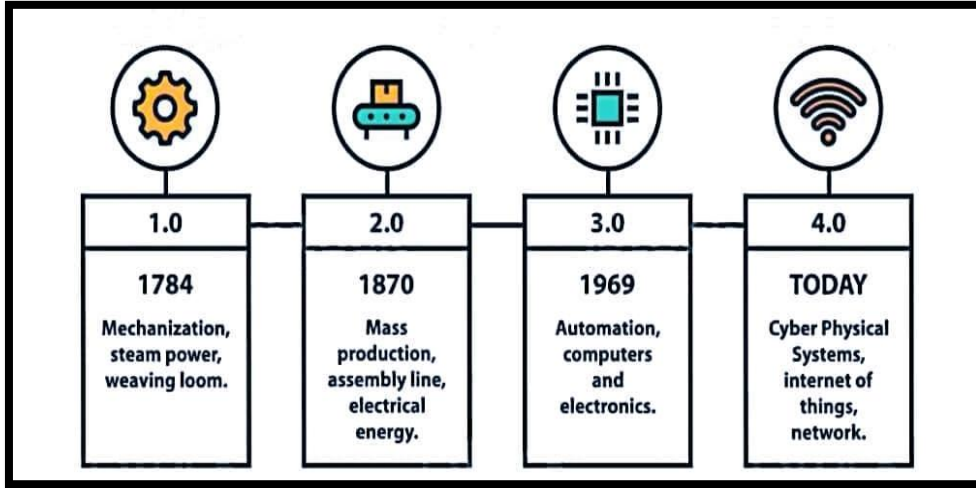 1.0
1784
Mechanization,
steam power,
weaving loom.
2.0
1870
Mass
production,
assembly line,
electrical
energy.
3.0
1969
Automation,
computers
and
electronics.
4.0
TODAY
Cyber Physical
Systems,
internet of
things,
network.